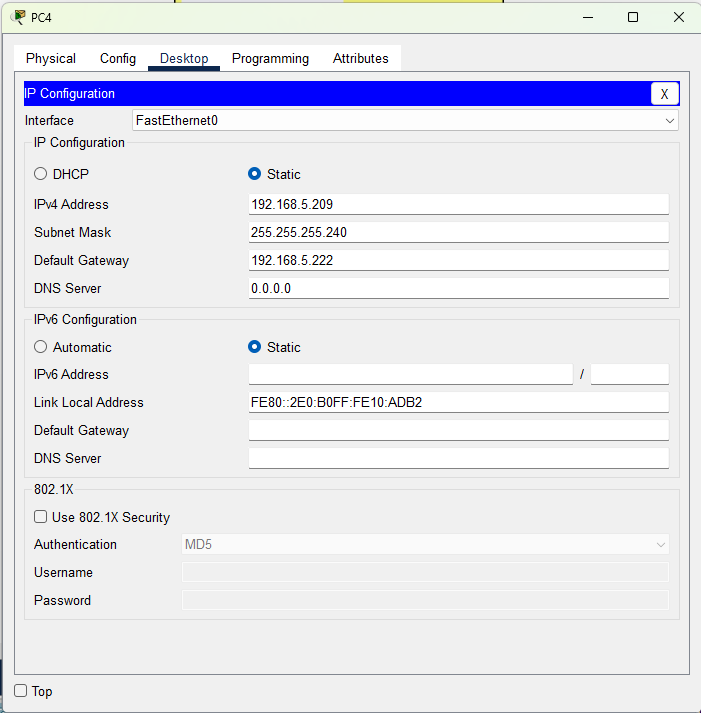 PC4
Physical Config Desktop Programming Attributes
IP Configuration X
Interface FastEthernet0
IP Configuration
DHCP Static
IPv4 Address 192.168.5.209
Subnet Mask 255.255.255.240
Default Gateway 192.168.5.222
DNS Server 0.0.0.0
IPv6 Configuration
Automatic Static
IPv6 Address /
Link Local Address FE80::2E0:B0FF:FE10:ADB2
Default Gateway
DNS Server
802.1X
Use 802.1X Security
Authentication MD5
Username
Password
Top